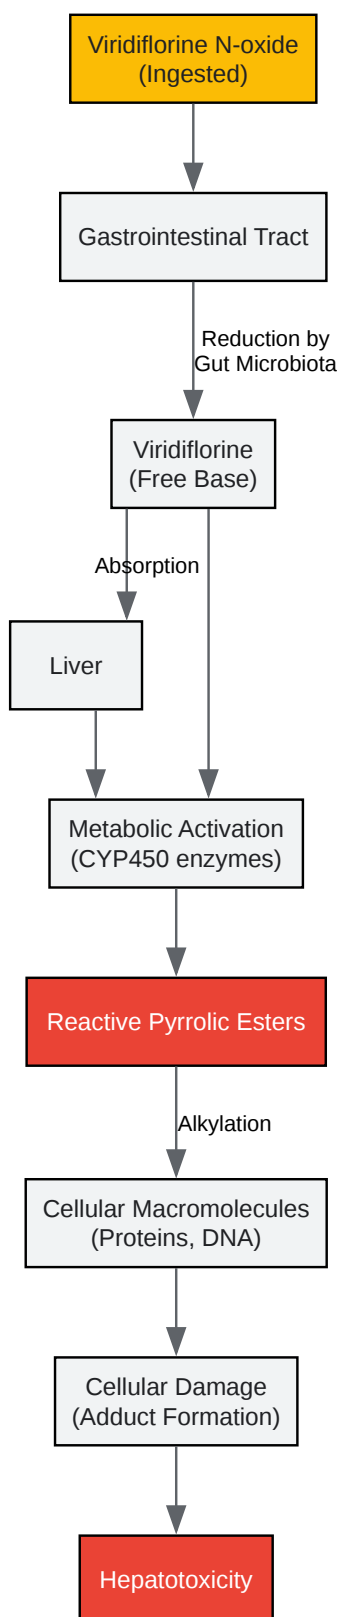 Viridiflorine N-oxide
(Ingested)
Gastrointestinal Tract
Reduction by
Gut Microbiota
Viridiflorine
(Free Base)
Absorption
Liver
Metabolic Activation
(CYP450 enzymes)
Reactive Pyrrolic Esters
Alkylation
Cellular Macromolecules
(Proteins, DNA)
Cellular Damage
(Adduct Formation)
Hepatotoxicity